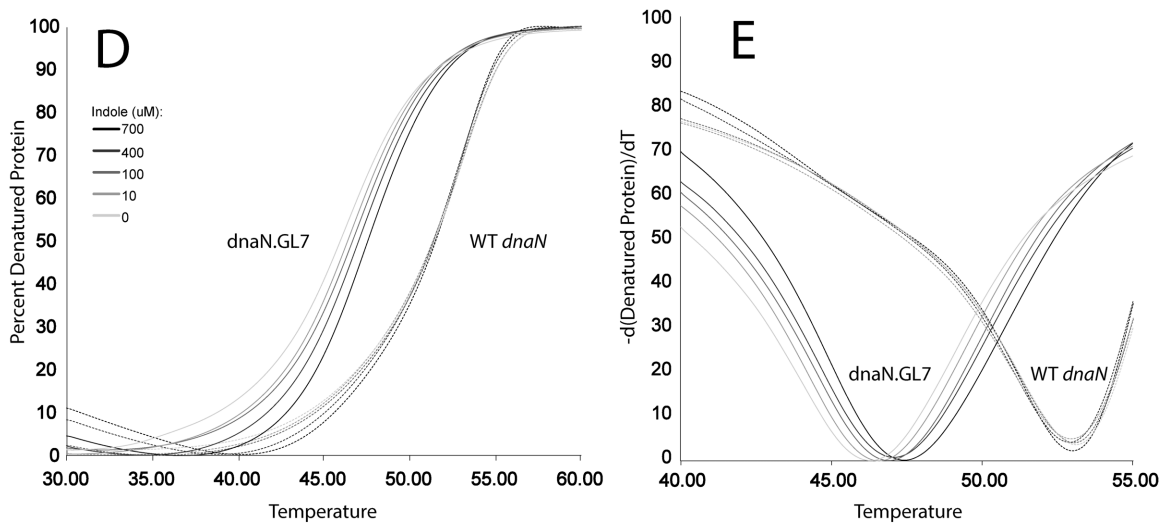 D
Percent Denatured Protein
100
90
80
70
60
50
40
30
20
10
0
Indole (uM):
700
400
100
10
0
dnaN.GL7
WT dnaN
30.00 35.00 40.00 45.00 50.00 55.00 60.00
Temperature
E
-d(Denatured Protein)/dT
100
90
80
70
60
50
40
30
20
10
0
dnaN.GL7
WT dnaN
40.00 45.00 50.00 55.00
Temperature